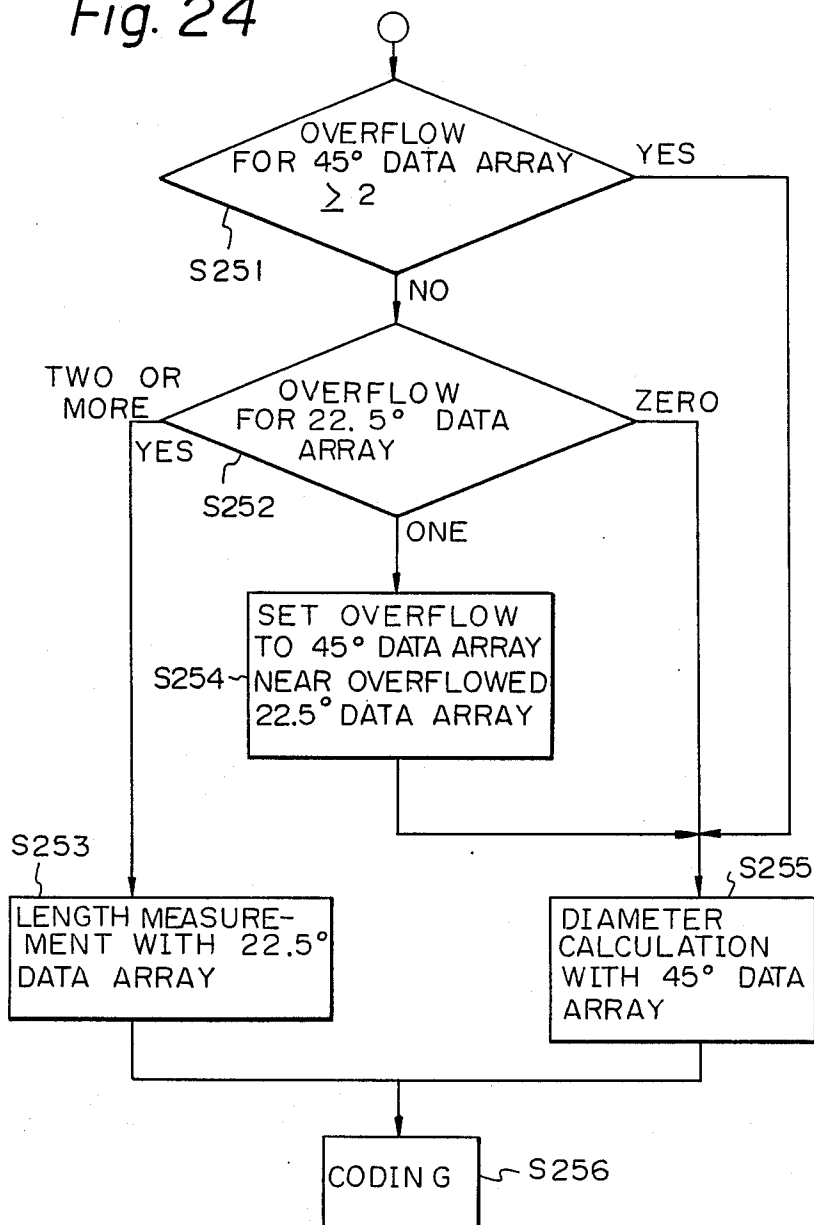 Fig. 24
OVERFLOW
FOR 45° DATA ARRAY
≥ 2
YES
S251
NO
TWO OR
MORE
OVERFLOW
FOR 22.5° DATA
ARRAY
ZERO
YES
S252
ONE
SET OVERFLOW
TO 45° DATA ARRAY
NEAR OVERFLOWED
22.5° DATA ARRAY
S254
S253
S255
LENGTH MEASURE-
MENT WITH 22.5°
DATA ARRAY
DIAMETER
CALCULATION
WITH 45° DATA
ARRAY
CODING
S256